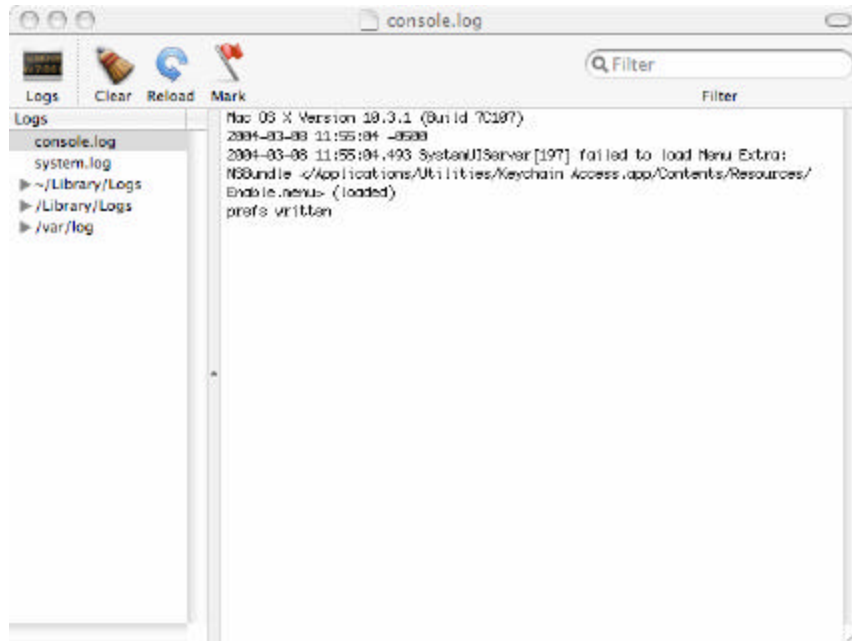 console.log
Filter
Logs Clear Reload Mark Filter
Logs
console.log
system.log
~/Library/Logs
/Library/Logs
/var/log
Mac OS X Version 10.3.1 (Build 7C107)
2004-03-08 11:55:04 -0500
2004-03-08 11:55:04.493 SystemUIServer[197] failed to load Menu Extra:
NSBundle </Applications/Utilities/Keychain Access.app/Contents/Resources/
Enable.menu> (loaded)
prefs written